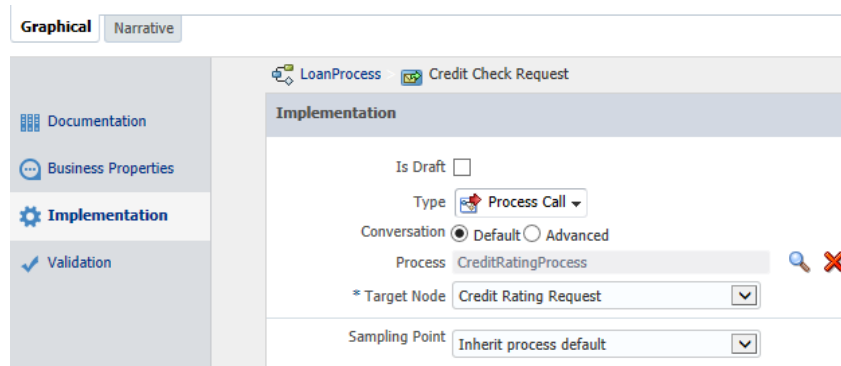 Graphical Narrative
LoanProcess Credit Check Request
Implementation
Documentation
Business Properties
Implementation
Validation
Is Draft
Type Process Call
Conversation Default Advanced
Process CreditRatingProcess
* Target Node Credit Rating Request
Sampling Point Inherit process default